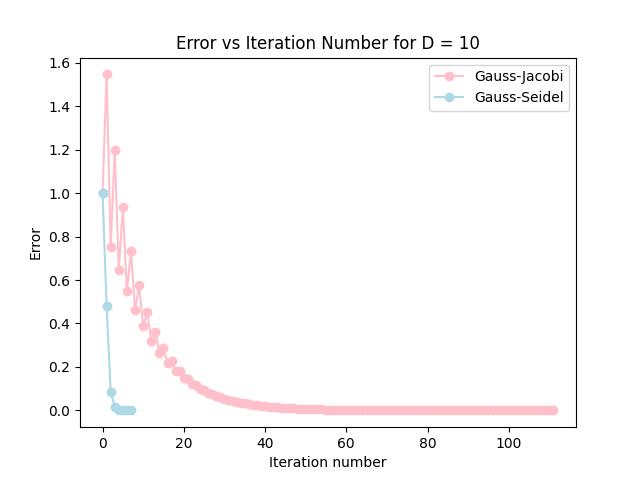 Error vs Iteration Number for D = 10
Gauss-Jacobi
Gauss-Seidel
1.6
1.4
1.2
1.0
0.8
0.6
0.4
0.2
0.0
Error
0 20 40 60 80 100
Iteration number